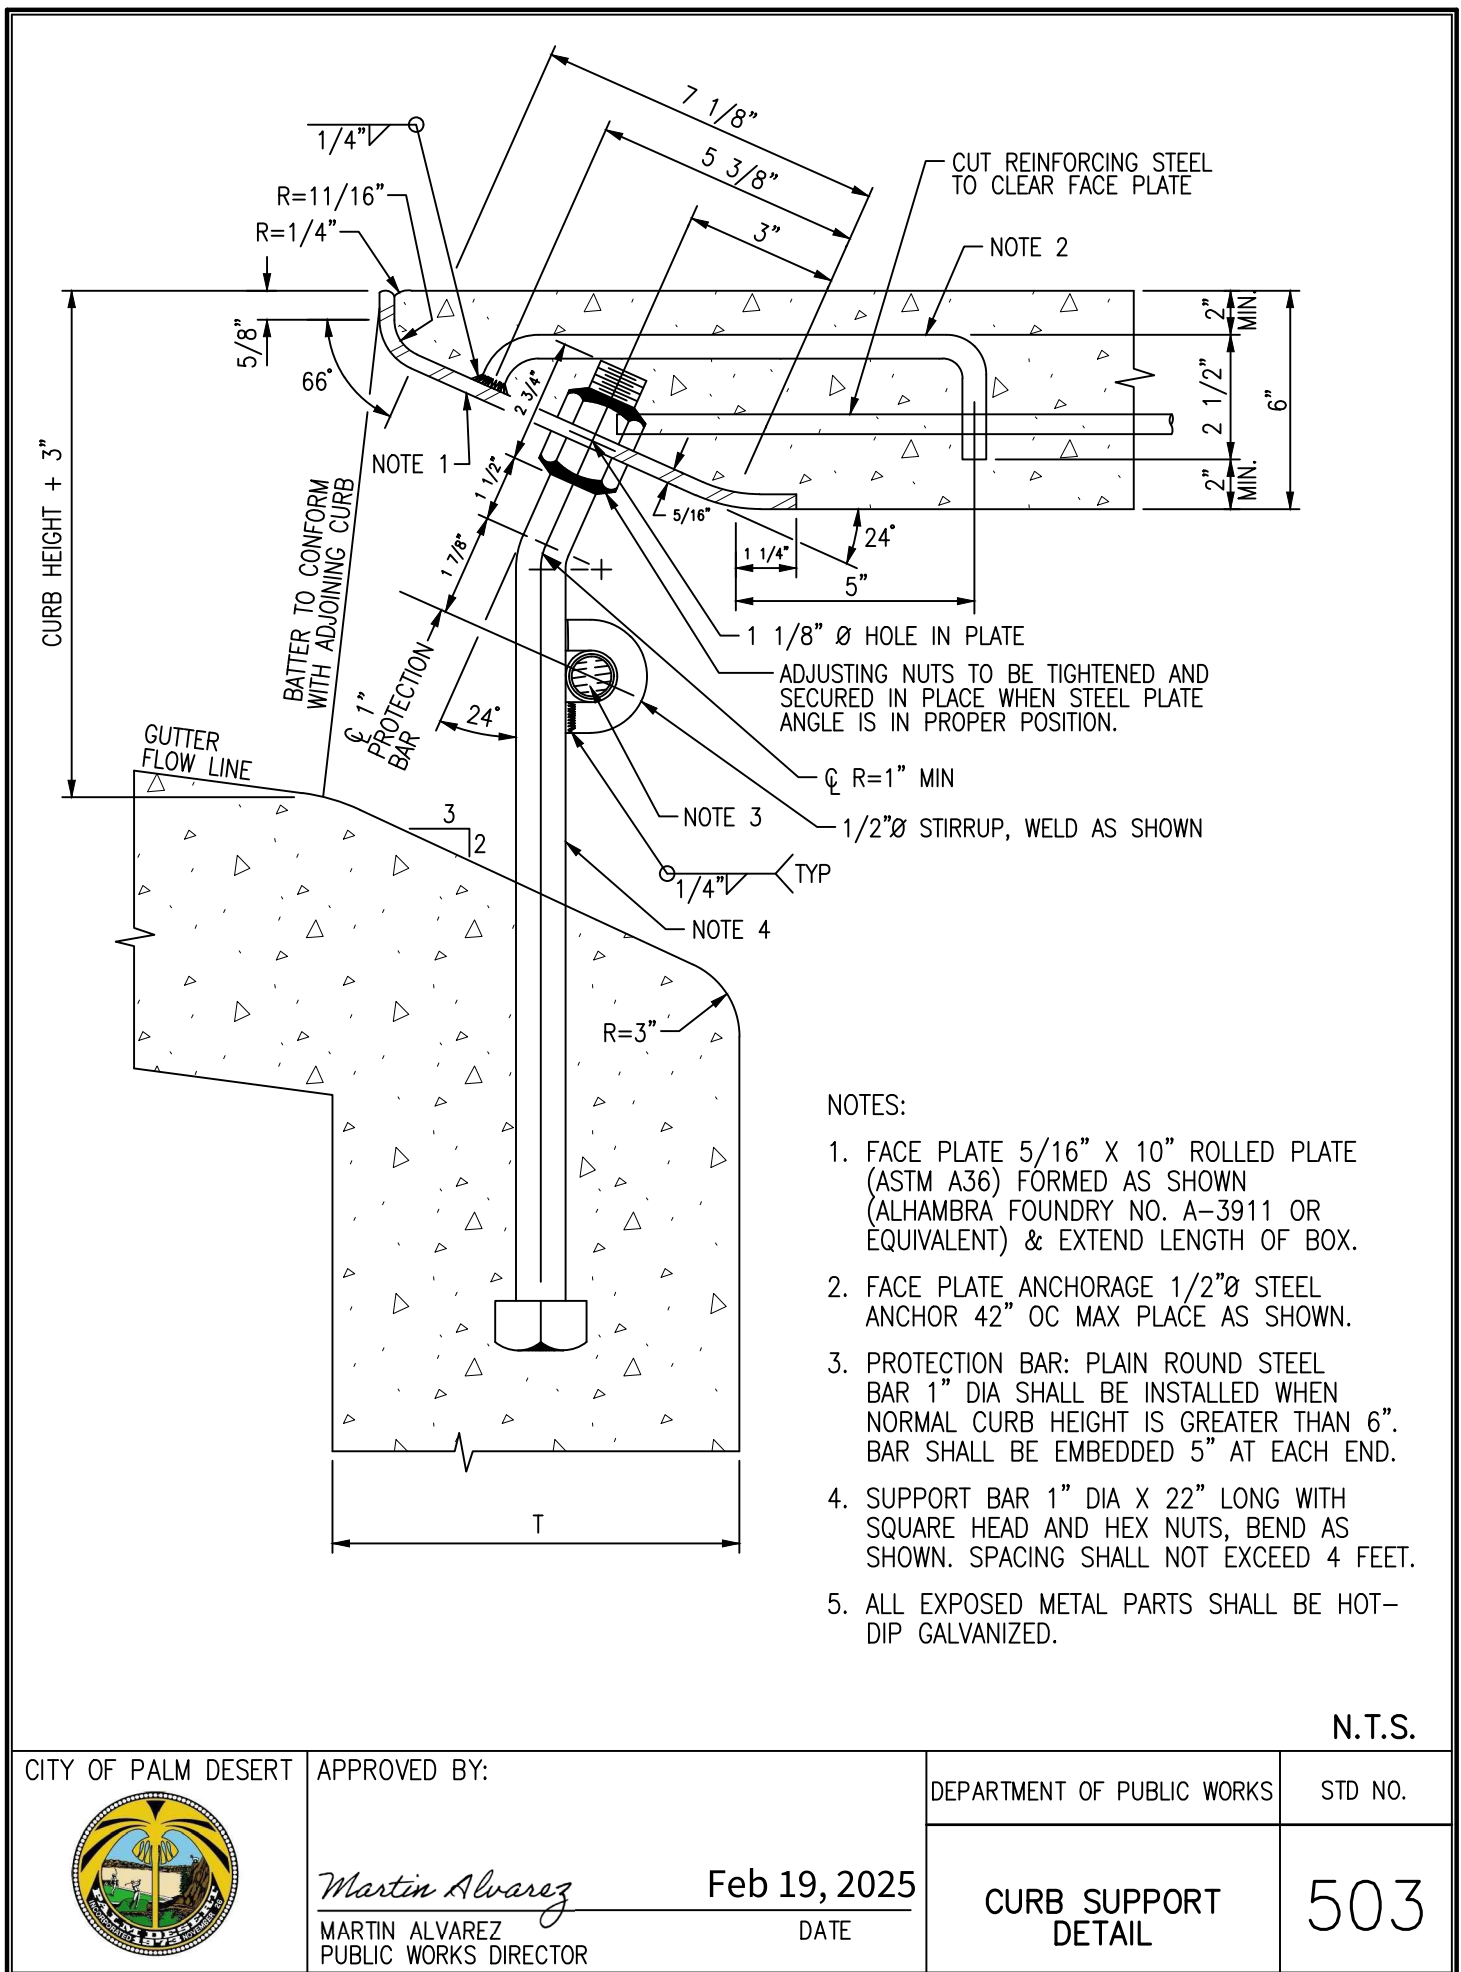 7 1/8”
5 3/8”
3”
1/4”
R=11/16”
R=1/4”
CUT REINFORCING STEEL
TO CLEAR FACE PLATE
NOTE 2
5/8”
66°
2 3/4”
2”
MIN.
2 1/2”
6”
2”
MIN.
CURB HEIGHT + 3”
NOTE 1
1 1/2”
5/16”
24°
1 7/8”
1 1/4”
5”
BATTER TO CONFORM
WITH ADJOINING CURB
1 1/8” Ø HOLE IN PLATE
ADJUSTING NUTS TO BE TIGHTENED AND
SECURED IN PLACE WHEN STEEL PLATE
ANGLE IS IN PROPER POSITION.
℄ 1”
PROTECTION
BAR
24°
GUTTER
FLOW LINE
℄ R=1” MIN
NOTE 3
1/2”Ø STIRRUP, WELD AS SHOWN
3
2
1/4”
TYP
NOTE 4
R=3”
T
NOTES:
1. FACE PLATE 5/16” X 10” ROLLED PLATE
(ASTM A36) FORMED AS SHOWN
(ALHAMBRA FOUNDRY NO. A-3911 OR
EQUIVALENT) & EXTEND LENGTH OF BOX.
2. FACE PLATE ANCHORAGE 1/2”Ø STEEL
ANCHOR 42” OC MAX PLACE AS SHOWN.
3. PROTECTION BAR: PLAIN ROUND STEEL
BAR 1” DIA SHALL BE INSTALLED WHEN
NORMAL CURB HEIGHT IS GREATER THAN 6”.
BAR SHALL BE EMBEDDED 5” AT EACH END.
4. SUPPORT BAR 1” DIA X 22” LONG WITH
SQUARE HEAD AND HEX NUTS, BEND AS
SHOWN. SPACING SHALL NOT EXCEED 4 FEET.
5. ALL EXPOSED METAL PARTS SHALL BE HOT-
DIP GALVANIZED.
N.T.S.
CITY OF PALM DESERT
PALM DESERT
INCORPORATED NOVEMBER 26
1973
APPROVED BY:
Martin Alvarez
Feb 19, 2025
MARTIN ALVAREZ
PUBLIC WORKS DIRECTOR
DATE
DEPARTMENT OF PUBLIC WORKS
STD NO.
CURB SUPPORT
DETAIL
503